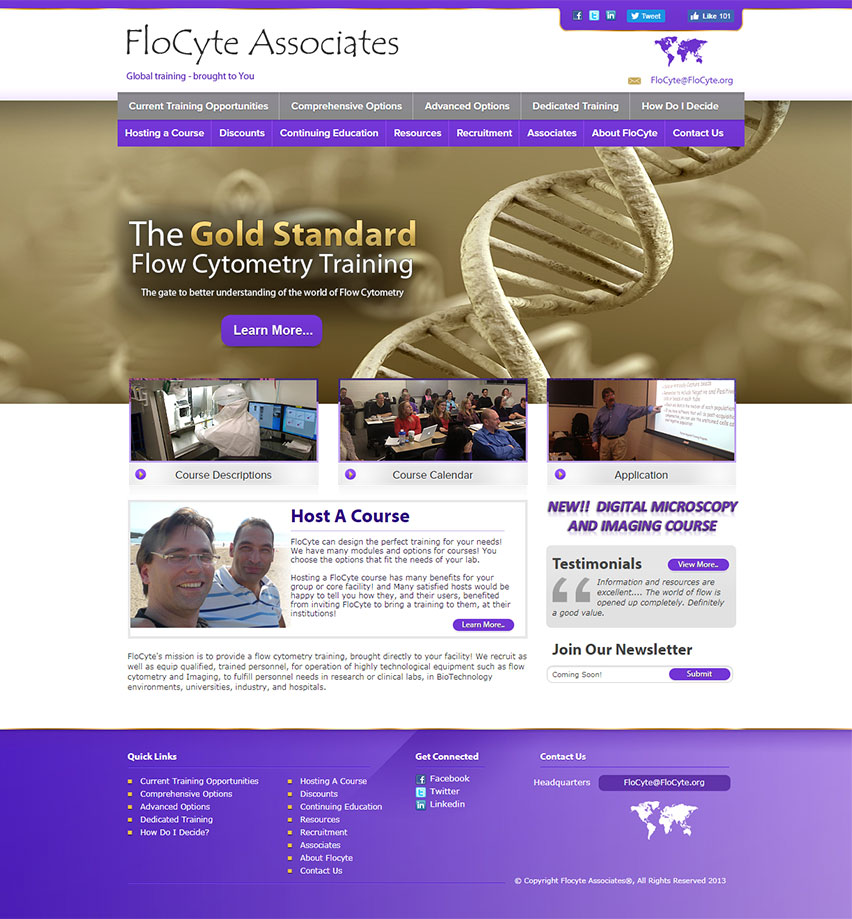 Tweet
Like 101
FloCyte Associates
Global training - brought to You
FloCyte@FloCyte.org
Current Training Opportunities
Comprehensive Options
Advanced Options
Dedicated Training
How Do I Decide
Hosting a Course
Discounts
Continuing Education
Resources
Recruitment
Associates
About FloCyte
Contact Us
The Gold Standard
Flow Cytometry Training
The gate to better understanding of the world of Flow Cytometry
Learn More...
Course Descriptions
Course Calendar
Application
NEW!! DIGITAL MICROSCOPY
AND IMAGING COURSE
Host A Course
FloCyte can design the perfect training for your needs!
We have many modules and options for courses! You
choose the options that fit the needs of your lab.
Hosting a FloCyte course has many benefits for your
group or core facility! and Many satisfied hosts would be
happy to tell you how they, and their users, benefited
from inviting FloCyte to bring a training to them, at their
institutions!
Learn More..
Testimonials
View More..
Information and resources are
excellent.... The world of flow is
opened up completely. Definitely
a good value.
Join Our Newsletter
Coming Soon!
Submit
FloCyte's mission is to provide a flow cytometry training, brought directly to your facility! We recruit as
well as equip qualified, trained personnel, for operation of highly technological equipment such as flow
cytometry and Imaging, to fulfill personnel needs in research or clinical labs, in BioTechnology
environments, universities, industry, and hospitals.
Quick Links
Current Training Opportunities
Comprehensive Options
Advanced Options
Dedicated Training
How Do I Decide?
Hosting A Course
Discounts
Continuing Education
Resources
Recruitment
Associates
About Flocyte
Contact Us
Get Connected
Facebook
Twitter
Linkedin
Contact Us
Headquarters
FloCyte@FloCyte.org
© Copyright Flocyte Associates®, All Rights Reserved 2013